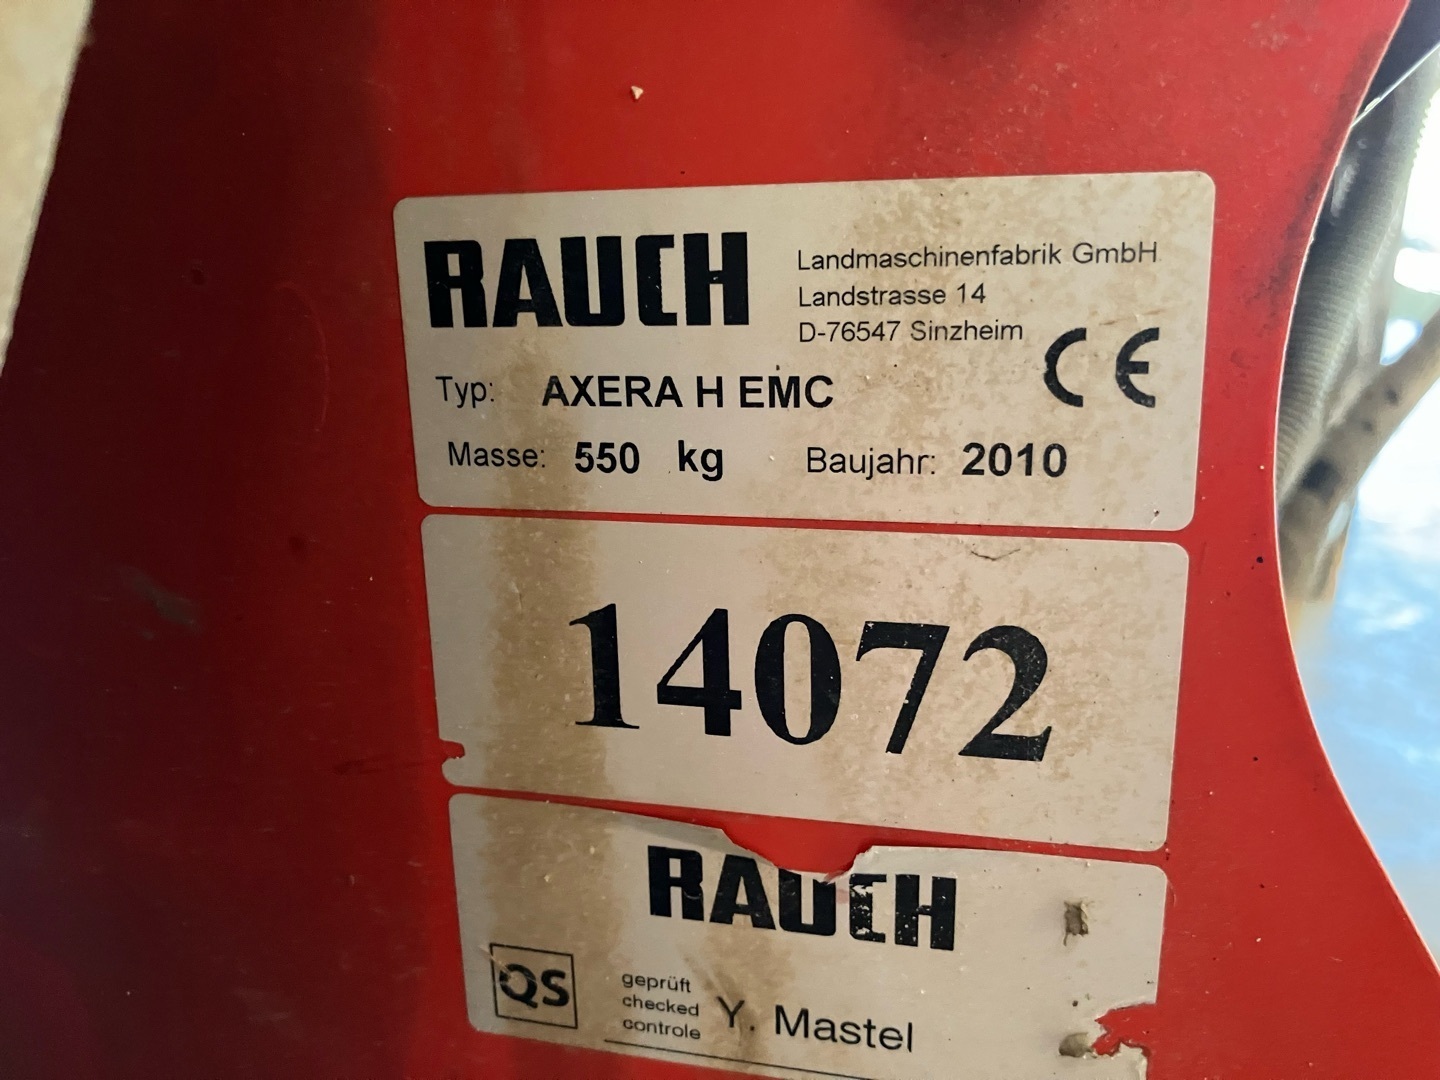 RAUCH
Landmaschinenfabrik GmbH
Landstrasse 14
D-76547 Sinzheim
CE
Typ: AXERA H EMC
Masse: 550 kg Baujahr: 2010
14072
RAUCH
QS
geprüft
checked
controle
Y. Mastel